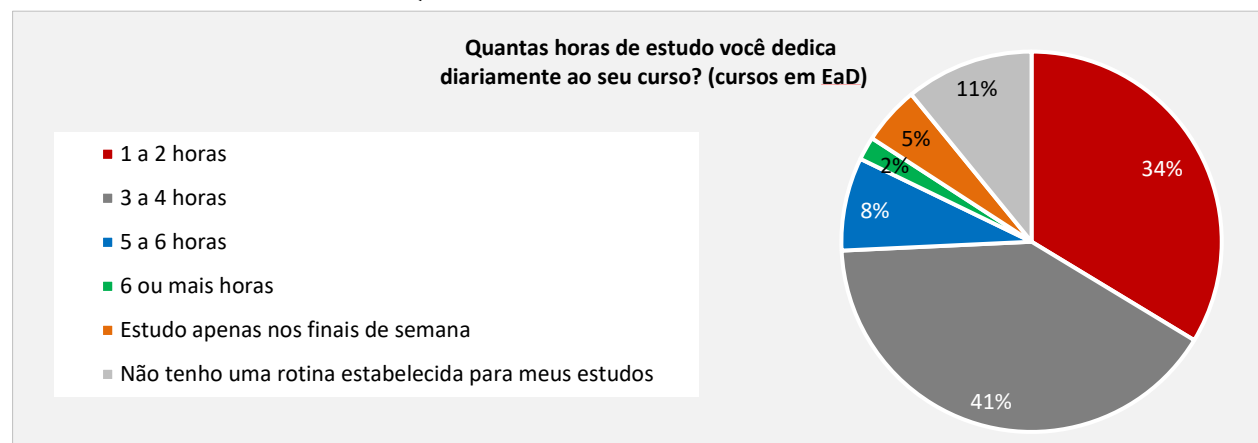 Quantas horas de estudo você dedica
diariamente ao seu curso? (cursos em EaD)
1 a 2 horas
3 a 4 horas
5 a 6 horas
6 ou mais horas
Estudo apenas nos finais de semana
Não tenho uma rotina estabelecida para meus estudos
11%
5%
2%
8%
34%
41%